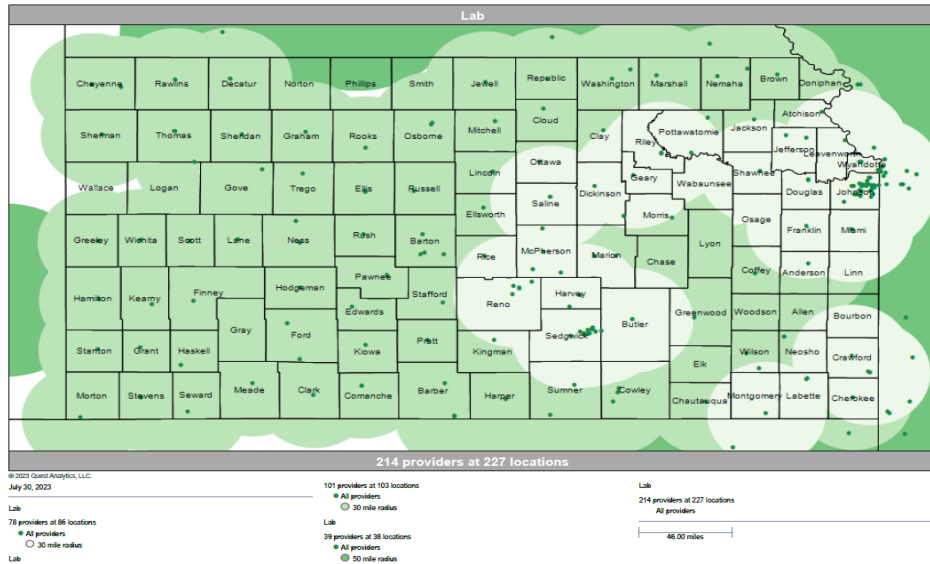 Lab
Cheyenne Rawlins Decatur Norton Phillips Smith Jewell Republic Washington Marshall Nemaha Brown Doniphan
Sherman Thomas Sheridan Graham Rooks Osborne Mitchell Cloud Clay Riley Pottawatomie Jackson Atchison
Jefferson Leavenworth
Wallace Logan Gove Trego Ellis Russell Lincoln Ottawa Geary Wabaunsee Shawnee Wyandotte
Saline Dickinson Douglas Johnson
Greeley Wichita Scott Lane Ness Rush Barton Ellsworth Morris Osage
Rice McPherson Marion Chase Lyon Franklin Miami
Hamilton Kearny Finney Hodgeman Pawnee Stafford Reno Harvey Coffey Anderson Linn
Gray Ford Edwards Sedgwick Butler Greenwood Woodson Allen Bourbon
Stanton Grant Haskell Kiowa Pratt Kingman Elk Wilson Neosho Crawford
Morton Stevens Seward Meade Clark Comanche Barber Harper Sumner Cowley Chautauqua Montgomery Labette Cherokee
214 providers at 227 locations
© 2023 Quest Analytics, LLC.
July 30, 2023
Lab
78 providers at 86 locations
All providers
30 mile radius
Lab
101 providers at 103 locations
All providers
30 mile radius
Lab
39 providers at 38 locations
All providers
50 mile radius
Lab
214 providers at 227 locations
All providers
46.00 miles